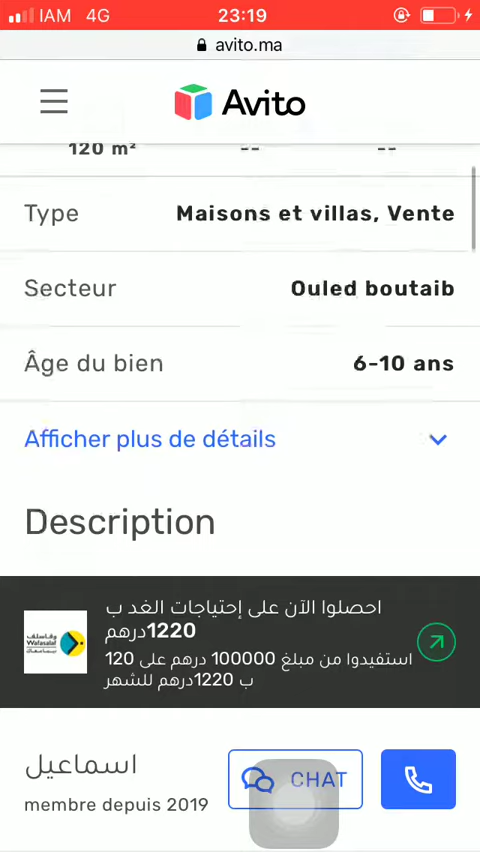 IAM 4G 23:19
avito.ma
Avito
120 m² -- --
Type Maisons et villas, Vente
Secteur Ouled boutaib
Âge du bien 6-10 ans
Afficher plus de détails
Description
احصلوا الآن على إحتياجات الغد ب
1220درهم
استفيدوا من مبلغ 100000 درهم على 120
ب 1220درهم للشهر
وفاسلف
Wafasalaf
اسماعيل
membre depuis 2019
CHAT